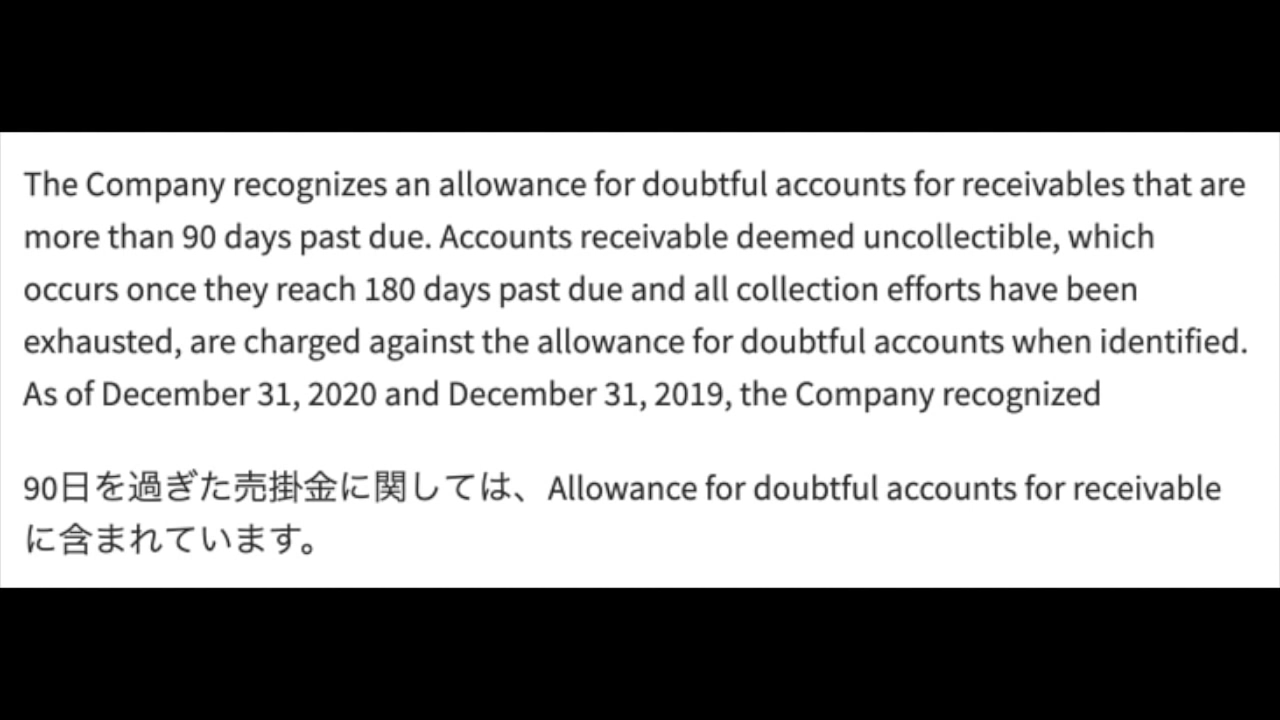 The Company recognizes an allowance for doubtful accounts for receivables that are
more than 90 days past due. Accounts receivable deemed uncollectible, which
occurs once they reach 180 days past due and all collection efforts have been
exhausted, are charged against the allowance for doubtful accounts when identified.
As of December 31, 2020 and December 31, 2019, the Company recognized
90日を過ぎた売掛金に関しては、Allowance for doubtful accounts for receivable
に含まれています。